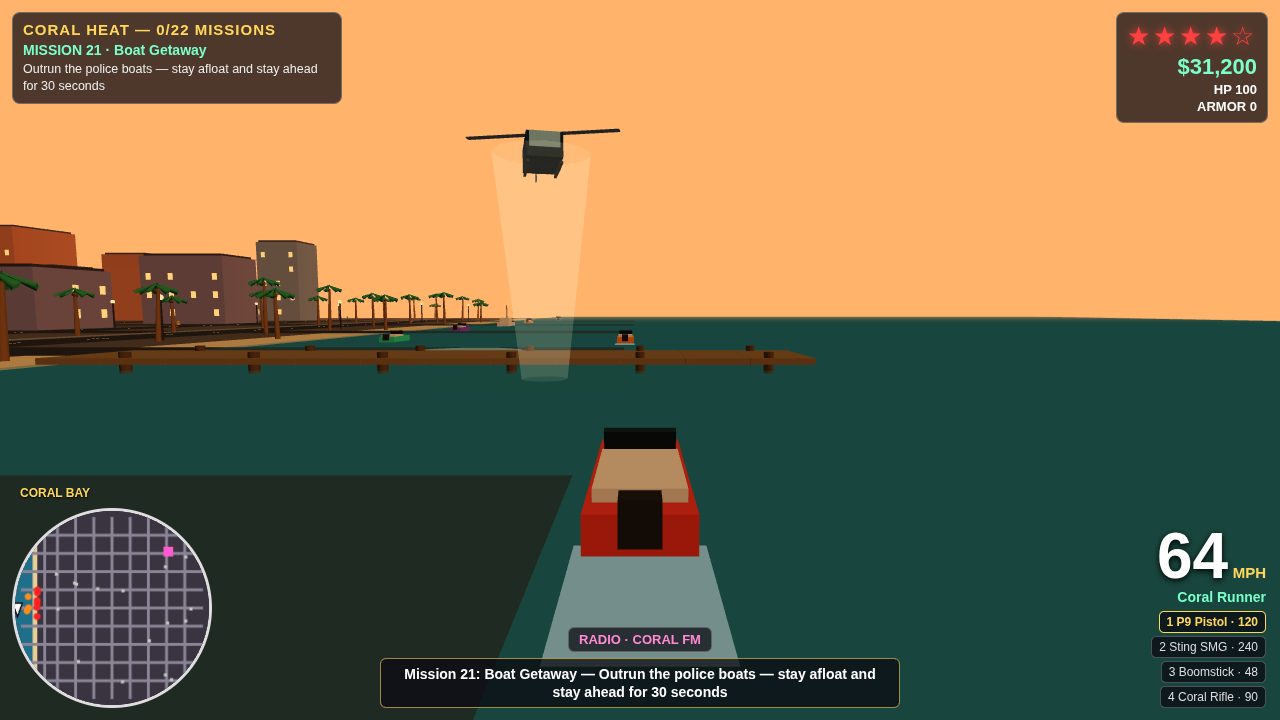 CORAL HEAT — 0/22 MISSIONS
MISSION 21 · Boat Getaway
Outrun the police boats — stay afloat and stay ahead
for 30 seconds
$31,200
HP 100
ARMOR 0
CORAL BAY
64 MPH
Coral Runner
1 P9 Pistol · 120
2 Sting SMG · 240
3 Boomstick · 48
4 Coral Rifle · 90
RADIO · CORAL FM
Mission 21: Boat Getaway — Outrun the police boats — stay afloat and
stay ahead for 30 seconds